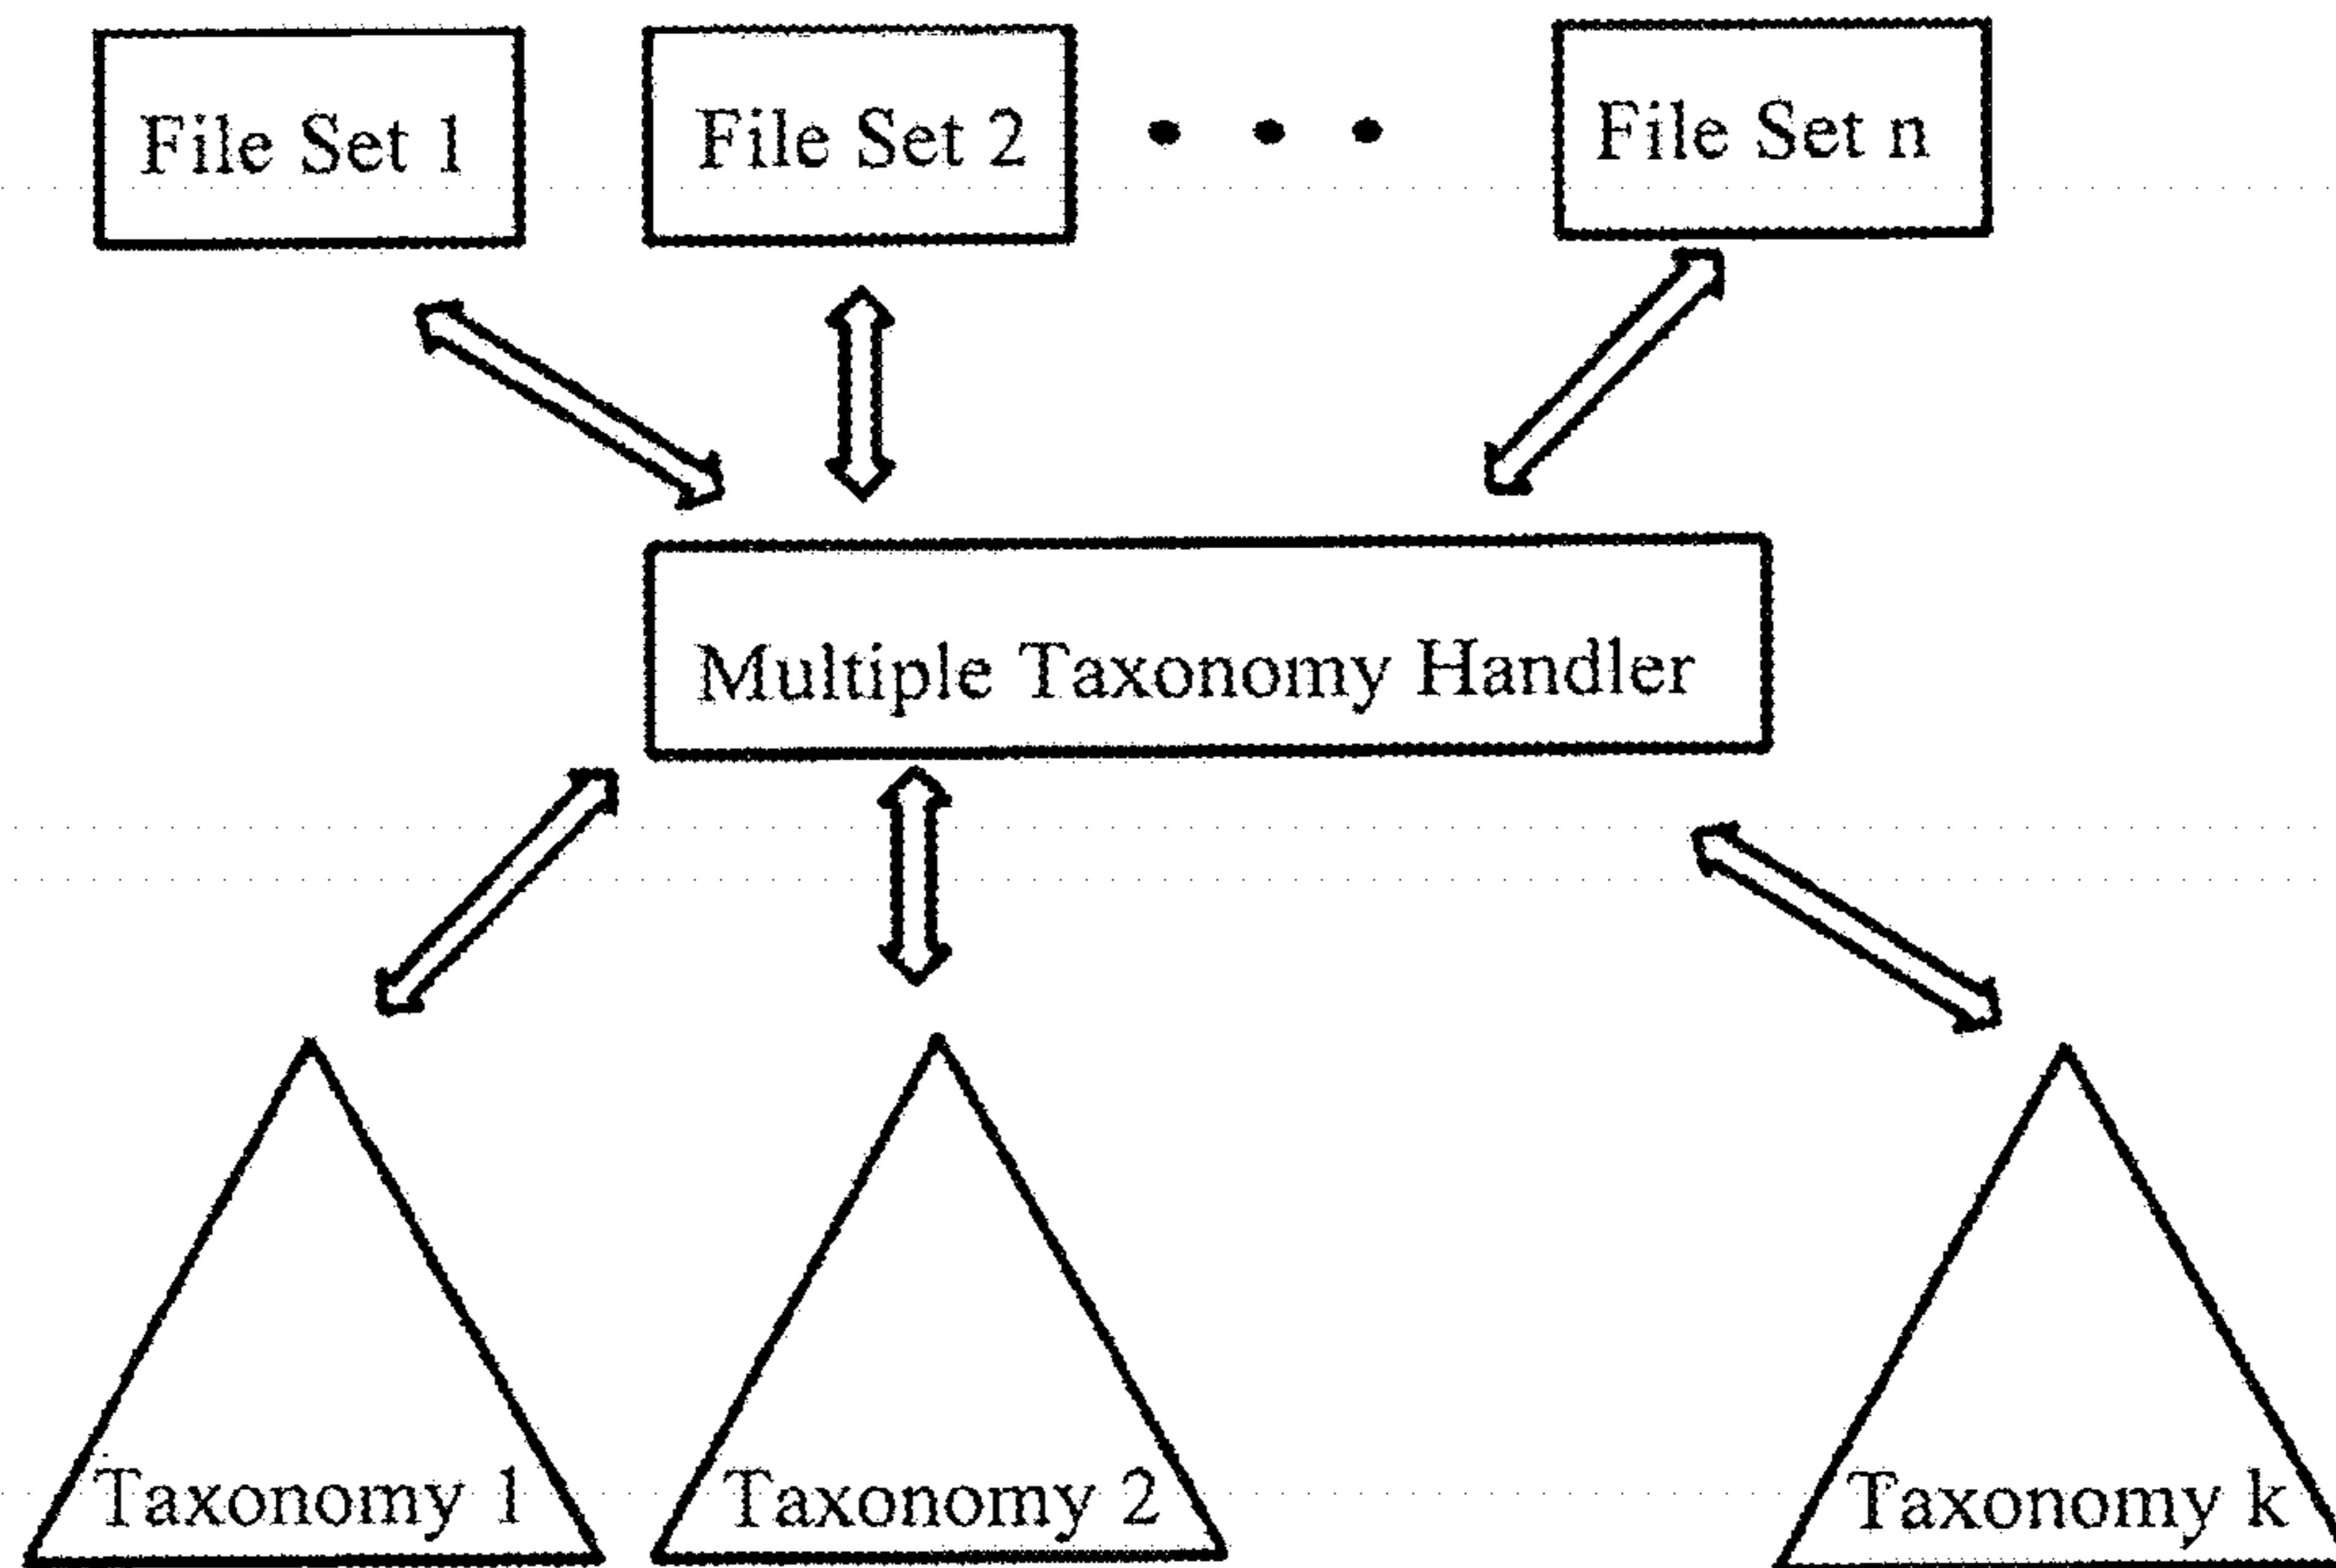 File Set 1
File Set 2
File Set n
Multiple Taxonomy Handler
Taxonomy 1
Taxonomy 2
Taxonomy k